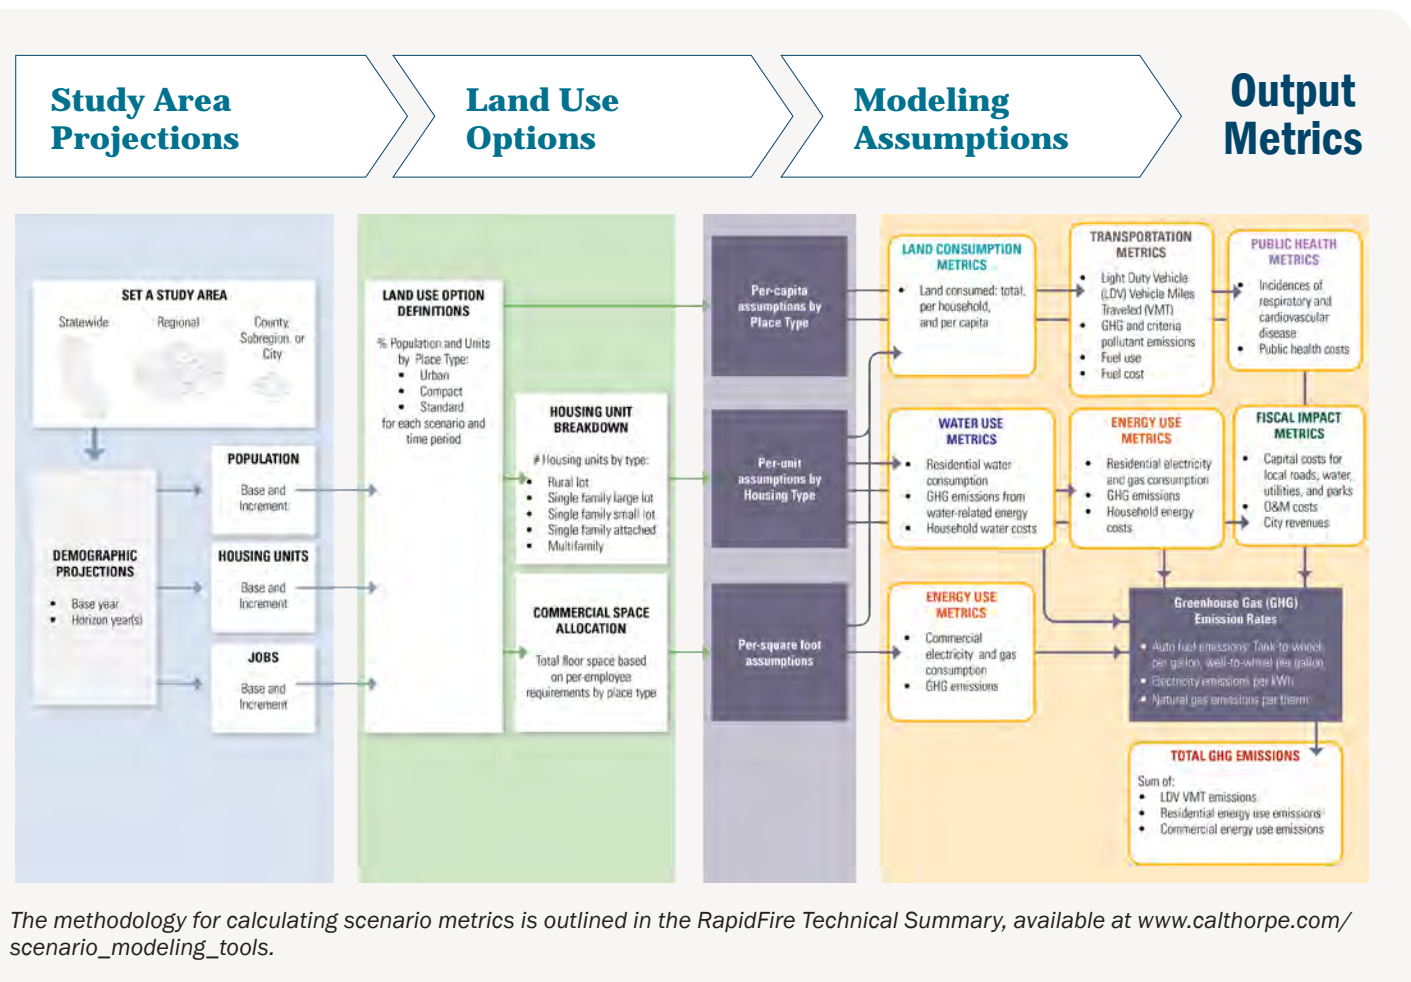 Study Area
Projections
Land Use
Options
Modeling
Assumptions
Output
Metrics
SET A STUDY AREA
Statewide
Regional
County,
Subregion, or
City
DEMOGRAPHIC
PROJECTIONS
• Base year
• Horizon year(s)
POPULATION
Base and
Increment
HOUSING UNITS
Base and
Increment
JOBS
Base and
Increment
LAND USE OPTION
DEFINITIONS
% Population and Units
by Place Type:
• Urban
• Compact
• Standard
for each scenario and
time period
HOUSING UNIT
BREAKDOWN
# Housing units by type:
• Rural lot
• Single family large lot
• Single family small lot
• Single family attached
• Multifamily
COMMERCIAL SPACE
ALLOCATION
Total floor space based
on per-employee
requirements by place type
Per-capita
assumptions by
Place Type
Per-unit
assumptions by
Housing Type
Per-square foot
assumptions
LAND CONSUMPTION
METRICS
• Land consumed: total,
per household,
and per capita
TRANSPORTATION
METRICS
• Light Duty Vehicle
(LDV) Vehicle Miles
Traveled (VMT)
• GHG and criteria
pollutant emissions
• Fuel use
• Fuel cost
PUBLIC HEALTH
METRICS
• Incidences of
respiratory and
cardiovascular
disease
• Public health costs
WATER USE
METRICS
• Residential water
consumption
• GHG emissions from
water-related energy
• Household water costs
ENERGY USE
METRICS
• Residential electricity
and gas consumption
• GHG emissions
• Household energy
costs
FISCAL IMPACT
METRICS
• Capital costs for
local roads, water,
utilities, and parks
• O&M costs
• City revenues
ENERGY USE
METRICS
• Commercial
electricity and gas
consumption
• GHG emissions
Greenhouse Gas (GHG)
Emission Rates
• Auto fuel emissions: Tank-to-wheel
per gallon, well-to-wheel per gallon
• Electricity emissions per kWh
• Natural gas emissions per therm
TOTAL GHG EMISSIONS
Sum of:
• LDV VMT emissions
• Residential energy use emissions
• Commercial energy use emissions
The methodology for calculating scenario metrics is outlined in the RapidFire Technical Summary, available at www.calthorpe.com/
scenario_modeling_tools.